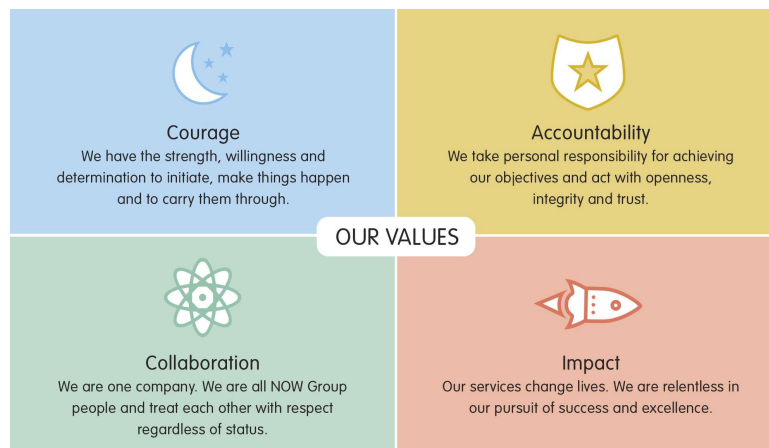 Courage
We have the strength, willingness and
determination to initiate, make things happen
and to carry them through.
Accountability
We take personal responsibility for achieving
our objectives and act with openness,
integrity and trust.
OUR VALUES
Collaboration
We are one company. We are all NOW Group
people and treat each other with respect
regardless of status.
Impact
Our services change lives. We are relentless in
our pursuit of success and excellence.